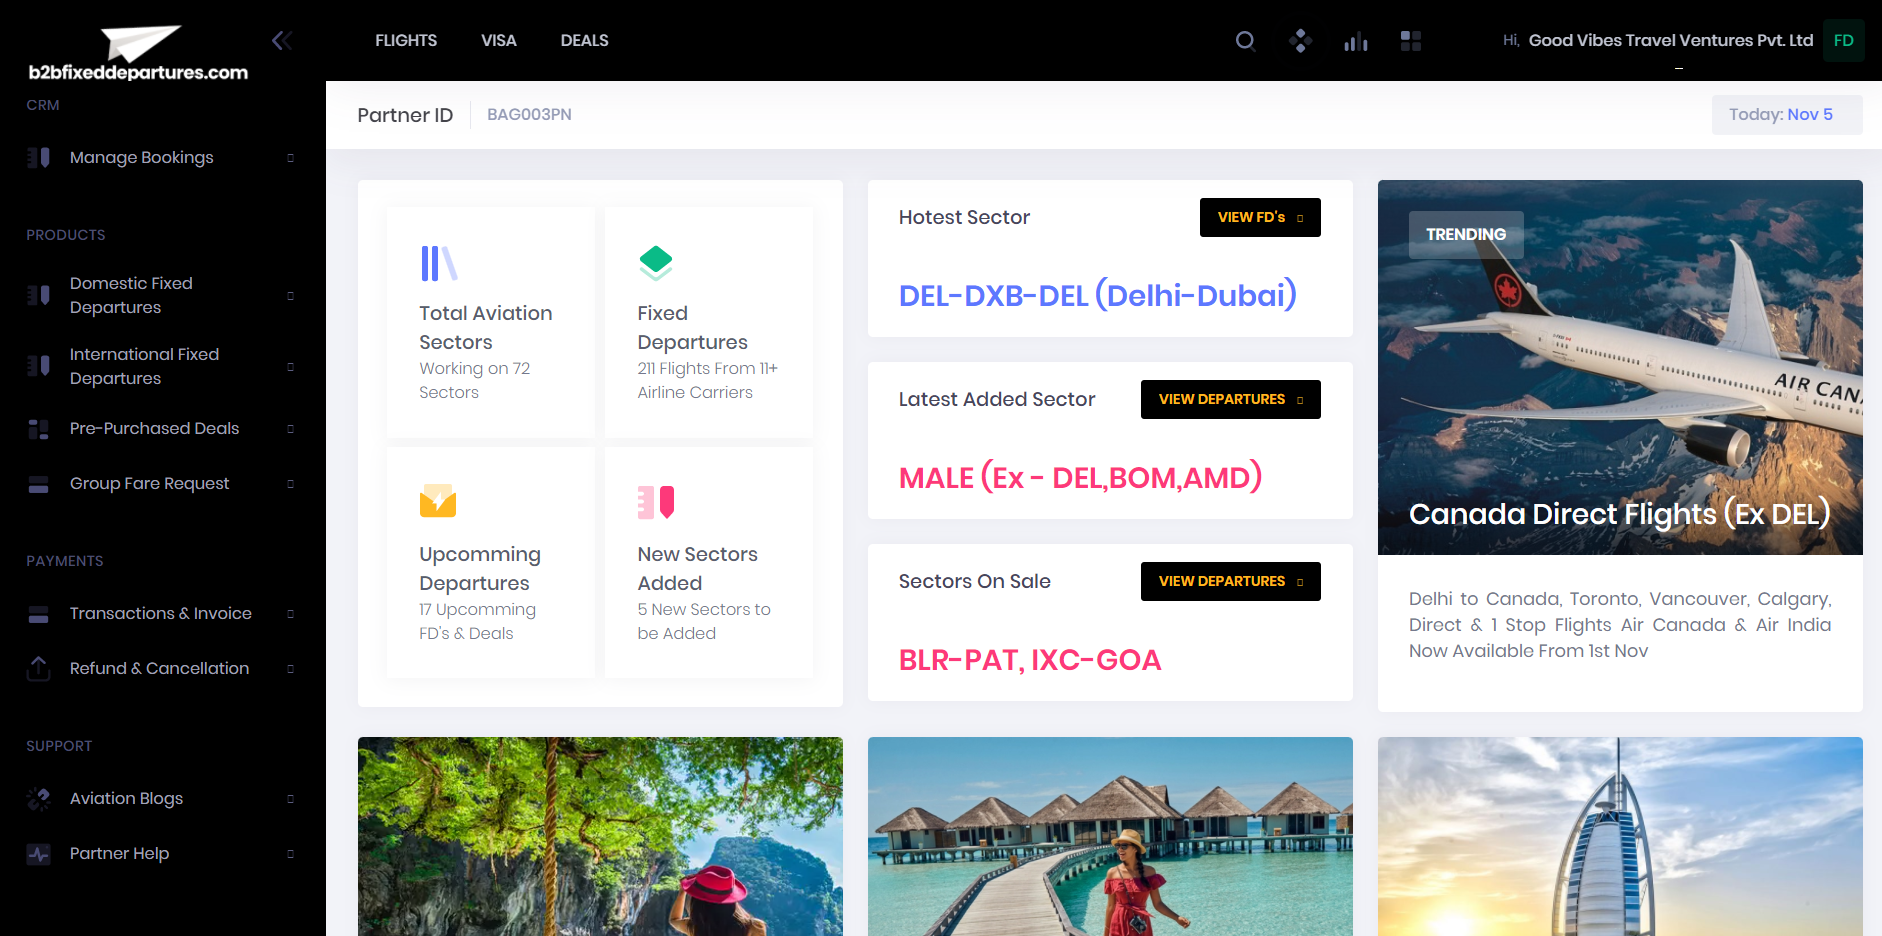 b2bfixeddepartures.com
FLIGHTS VISA DEALS
Hi, Good Vibes Travel Ventures Pvt. Ltd FD
CRM
Manage Bookings
PRODUCTS
Domestic Fixed
Departures
International Fixed
Departures
Pre-Purchased Deals
Group Fare Request
PAYMENTS
Transactions & Invoice
Refund & Cancellation
SUPPORT
Aviation Blogs
Partner Help
Partner ID BAG003PN
Today: Nov 5
Total Aviation
Sectors
Working on 72
Sectors
Fixed
Departures
211 Flights From 11+
Airline Carriers
Upcomming
Departures
17 Upcomming
FD's & Deals
New Sectors
Added
5 New Sectors to
be Added
Hotest Sector
VIEW FD's
DEL-DXB-DEL (Delhi-Dubai)
Latest Added Sector
VIEW DEPARTURES
MALE (Ex - DEL,BOM,AMD)
Sectors On Sale
VIEW DEPARTURES
BLR-PAT, IXC-GOA
TRENDING
AIR CANA
Canada Direct Flights (Ex DEL)
Delhi to Canada, Toronto, Vancouver, Calgary,
Direct & 1 Stop Flights Air Canada & Air India
Now Available From 1st Nov